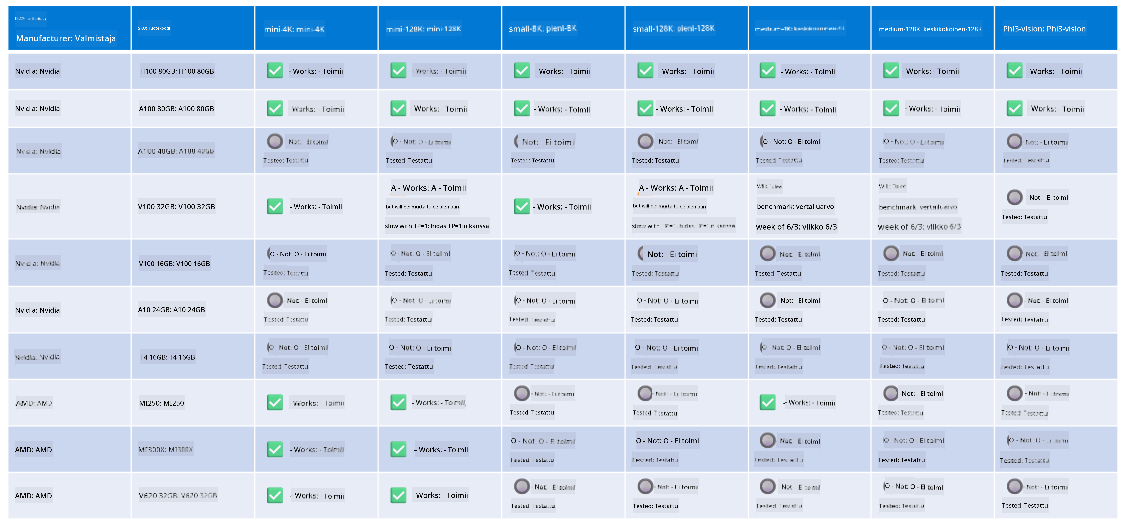 Manufacturer: Valmistaja
mini-4K: mini-4K
mini-128K: mini-128K
small-8K: pieni-8K
small-128K: pieni-128K
medium-128K: keskikokoinen-128K
Phi3-vision: Phi3-vision
Nvidia: Nvidia
H100 80GB: H100 80GB
- Works: - Toimii
Works: - Toimii
Works: - Toimii
Works: - Toimii
- Works: - Toimii
Works: - Toimii
Works: Toimii
Nvidia: Nvidia
A100 80GB: A100 80GB
Works: Toimii
Works: - Toimii
- Works: - Toimii
- Works: - Toimii
- Works: - Toimii
Works: - Toimii
Works: - Toimii
Nvidia: Nvidia
A100 40GB: A100 40GB
Not: Ei toimi
Tested: Testattu
O - Not: O - Ei toimi
Tested: Testattu
Not: Ei toimi
Tested: Testattu
Not: Ei toimi
Tested: Testattu
O - Not: O - Ei toimi
Tested: Testattu
O - Not: O - Ei toimi
Tested: Testattu
Not: - Ei toimi
Tested: Testattu
Nvidia: Nvidia
V100 32GB: V100 32GB
- Works: - Toimii
A - Works: A - Toimii
- Works: - Toimii
A - Works: A - Toimii
benchmark: vertailuarvo
week of 6/3: viikko 6/3
benchmark: vertailuarvo
week of 6/3: viikko 6/3
Not: Ei toimi
Tested: Testattu
Nvidia: Nvidia
V100 16GB: V100 16GB
O - Not: O - Ei toimi
Tested: Testattu
O - Not: O - Ei toimi
Tested: Testattu
O - Not: O - Ei toimi
Tested: Testattu
Not: Ei toimi
Tested: Testattu
Not: Ei toimi
Tested: Testattu
Not: Ei toimi
Tested: Testattu
Not: Ei toimi
Tested: Testattu
Nvidia: Nvidia
A10 24GB: A10 24GB
Not: Ei toimi
Tested: Testattu
O - Not: O - Ei toimi
Tested: Testattu
O - Not: O - Ei toimi
Tested: Testattu
O - Not: O - Ei toimi
Tested: Testattu
Not: Ei toimi
Tested: Testattu
O - Not: O - Ei toimi
Tested: Testattu
Not: Ei toimi
Tested: Testattu
Nvidia: Nvidia
T4 16GB: T4 16GB
O - Not: O - Ei toimi
Tested: Testattu
O - Not: O - Ei toimi
Tested: Testattu
O - Not: O - Ei toimi
Tested: Testattu
O - Not: O - Ei toimi
Tested: Testattu
O - Not: O - Ei toimi
Tested: Testattu
O - Not: O - Ei toimi
Tested: Testattu
O - Not: O - Ei toimi
Tested: Testattu
AMD: AMD
MI250: MI250
- Works: Toimii
- Works: - Toimii
- Not: Ei toimi
Tested: Testattu
- Not: Ei toimi
Tested: Testattu
- Works: - Toimii
Not: Ei toimi
Tested: Testattu
- Not: Ei toimi
Tested: Testattu
AMD: AMD
MI300X: MI300X
- Works: - Toimii
- Works: - Toimii
O - Not: O - Ei toimi
Tested: Testattu
O - Not: O - Ei toimi
Tested: Testattu
Not: Ei toimi
Tested: Testattu
O - Not: O - Ei toimi
Tested: Testattu
O - Not: O - Ei toimi
Tested: Testattu
AMD: AMD
V620 32GB: V620 32GB
- Works: - Toimii
Works: - Toimii
Not: Ei toimi
Tested: Testattu
- Not: Ei toimi
Tested: Testattu
Not: Ei toimi
Tested: Testattu
O - Not: O - Ei toimi
Tested: Testattu
- Not: Ei toimi
Tested: Testattu